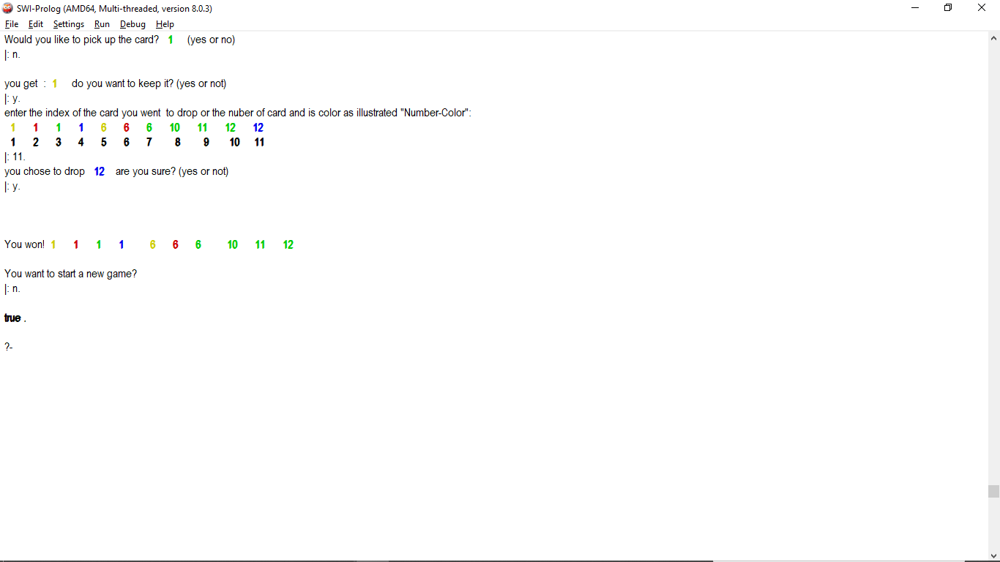 SWI-Prolog (AMD64, Multi-threaded, version 8.0.3)
File Edit Settings Run Debug Help
Would you like to pick up the card? 1 (yes or no)
|: n.
you get : 1 do you want to keep it? (yes or not)
|: y.
enter the index of the card you went to drop or the nuber of card and is color as illustrated "Number-Color":
1 1 1 1 6 6 6 10 11 12 12
1 2 3 4 5 6 7 8 9 10 11
|: 11.
you chose to drop 12 are you sure? (yes or not)
|: y.
You won! 1 1 1 1 6 6 6 10 11 12
You want to start a new game?
|: n.
true .
?-